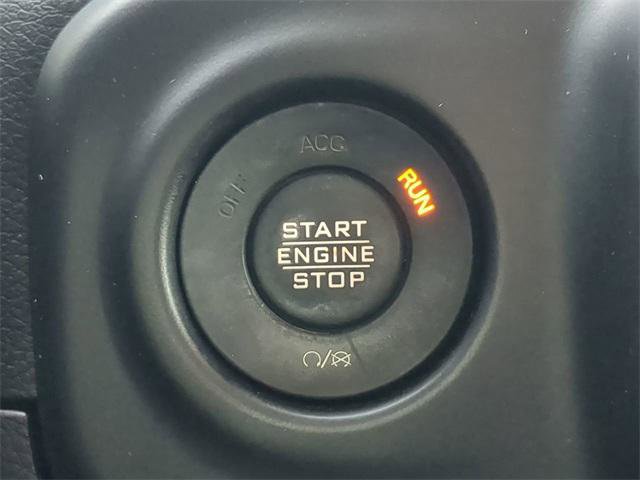 ACC
OFF
RUN
START
ENGINE
STOP